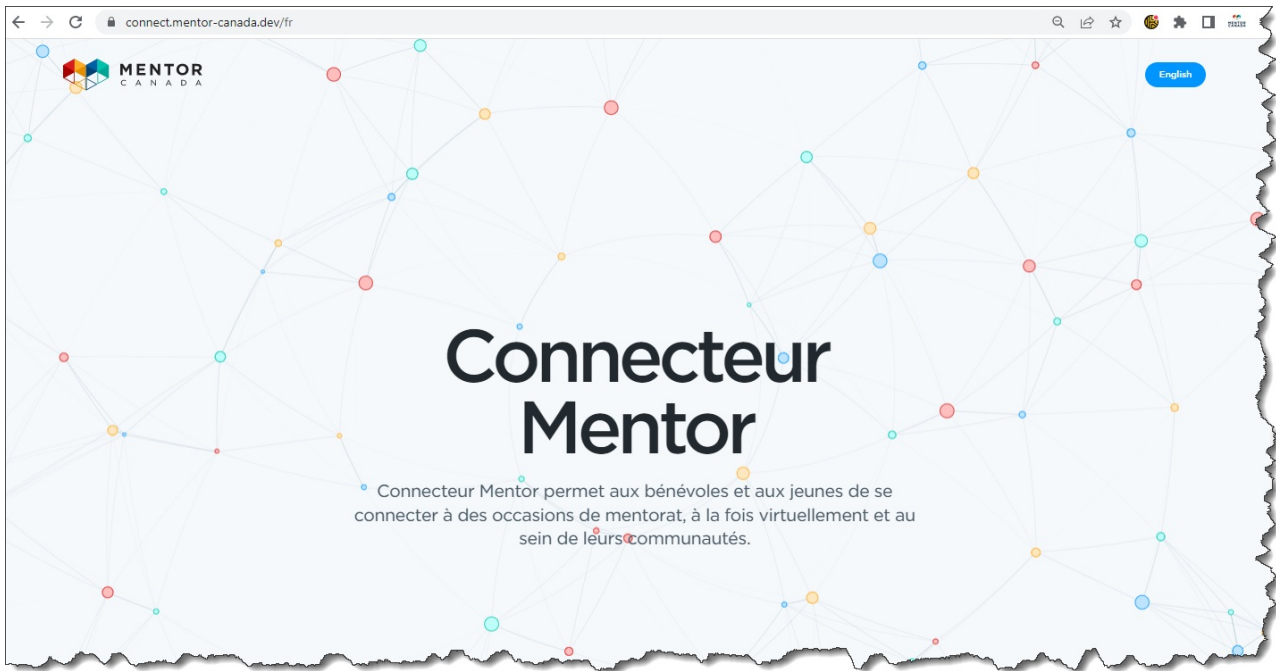 connect.mentor-canada.dev/fr
MENTOR
CANADA
English
Connecteur
Mentor
Connecteur Mentor permet aux bénévoles et aux jeunes de se
connecter à des occasions de mentorat, à la fois virtuellement et au
sein de leurs communautés.